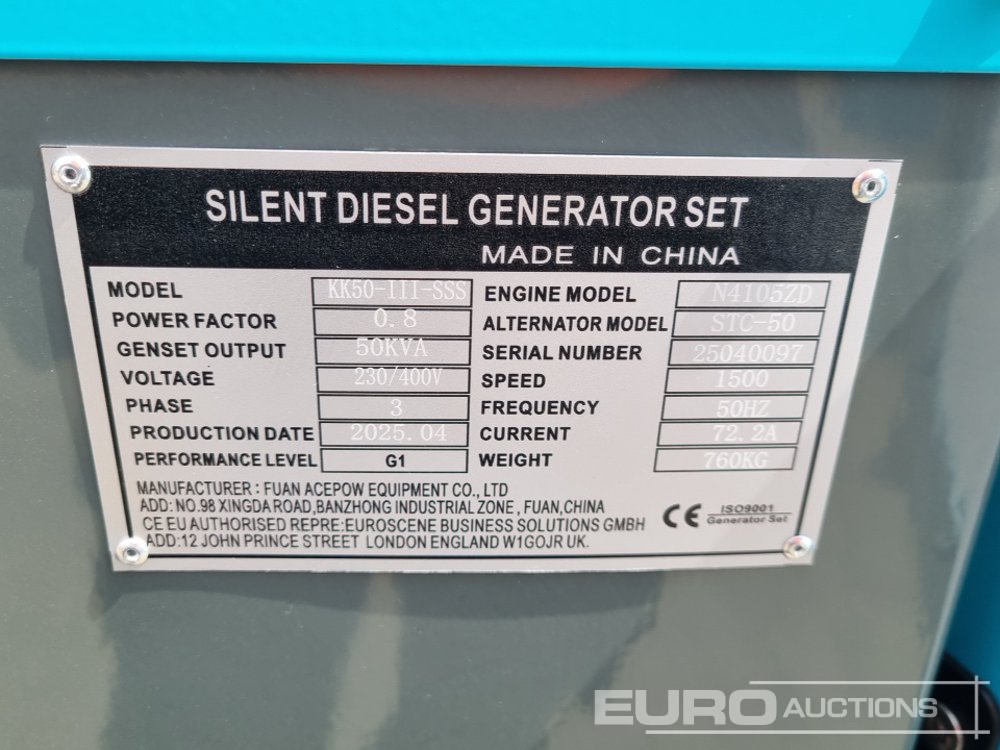 SILENT DIESEL GENERATOR SET
MADE IN CHINA
MODEL KK50-III-SSS ENGINE MODEL N4105ZD
POWER FACTOR 0.8 ALTERNATOR MODEL STC-50
GENSET OUTPUT 50KVA SERIAL NUMBER 25040097
VOLTAGE 230/400V SPEED 1500
PHASE 3 FREQUENCY 50HZ
PRODUCTION DATE 2025.04 CURRENT 72.2A
PERFORMANCE LEVEL G1 WEIGHT 760KG
MANUFACTURER: FUAN ACEPOW EQUIPMENT CO., LTD
ADD: NO.98 XINGDA ROAD, BANZHONG INDUSTRIAL ZONE, FUAN,CHINA
CE EU AUTHORISED REPRE:EUROSCENE BUSINESS SOLUTIONS GMBH
ADD:12 JOHN PRINCE STREET LONDON ENGLAND W1GOJR UK.
CE ISO9001
Generator Set
EURO AUCTIONS